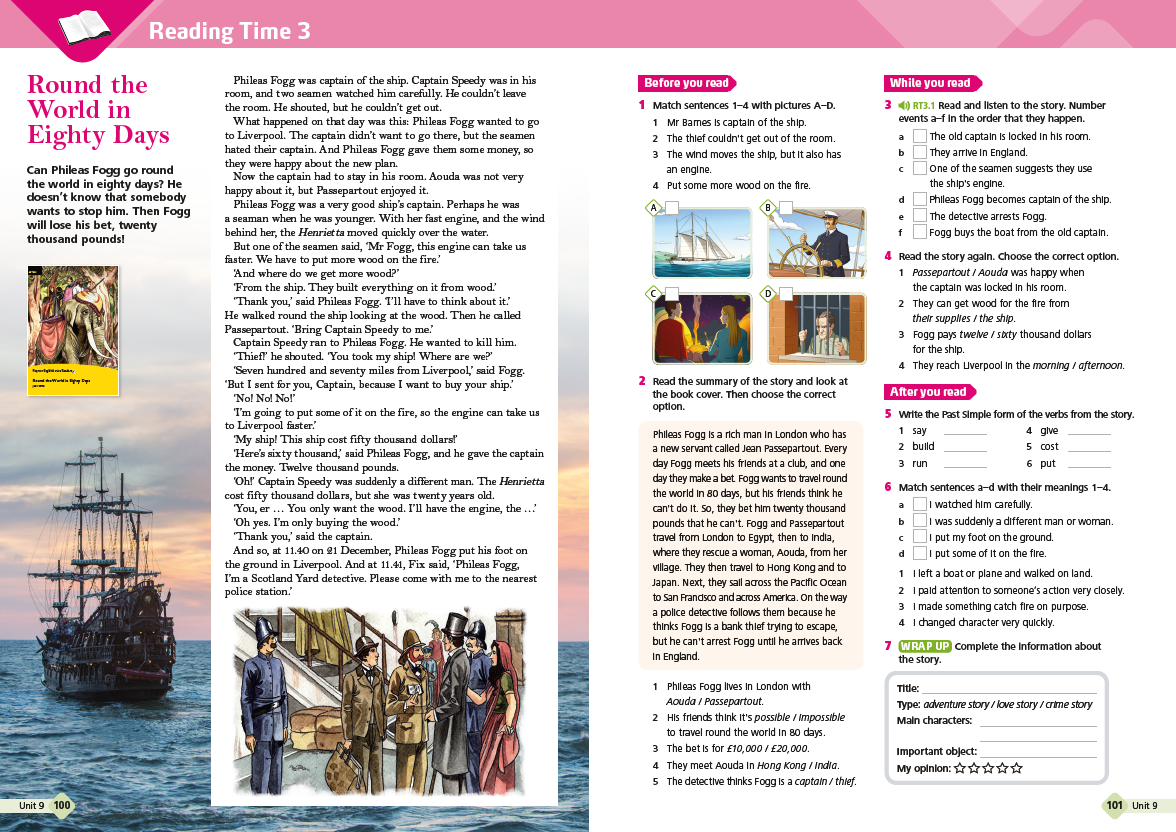 Reading Time 3
Round the
World in
Eighty Days
Can Phileas Fogg go round
the world in eighty days? He
doesn't know that somebody
wants to stop him. Then Fogg
will lose his bet, twenty
thousand pounds!
Round the World in Eighty Days
Phileas Fogg was captain of the ship. Captain Speedy was in his
room, and two seamen watched him carefully. He couldn't leave
the room. He shouted, but he couldn't get out.
What happened on that day was this: Phileas Fogg wanted to go
to Liverpool. The captain didn't want to go there, but the seamen
hated their captain. And Phileas Fogg gave them some money, so
they were happy about the new plan.
Now the captain had to stay in his room. Aouda was not very
happy about it, but Passepartout enjoyed it.
Phileas Fogg was a very good ship's captain. Perhaps he was
a seaman when he was younger. With her fast engine, and the wind
behind her, the Henrietta moved quickly over the water.
But one of the seamen said, 'Mr Fogg, this engine can take us
faster. We have to put more wood on the fire.'
'And where do we get more wood?'
'From the ship. They built everything on it from wood.'
'Thank you,' said Phileas Fogg. 'I'll have to think about it.'
He walked round the ship looking at the wood. Then he called
Passepartout. 'Bring Captain Speedy to me.'
Captain Speedy ran to Phileas Fogg. He wanted to kill him.
'Thief!' he shouted. 'You took my ship! Where are we?'
'Seven hundred and seventy miles from Liverpool,' said Fogg.
'But I sent for you, Captain, because I want to buy your ship.'
'No! No! No!'
'I'm going to put some of it on the fire, so the engine can take us
to Liverpool faster.'
'My ship! This ship cost fifty thousand dollars!'
'Here's sixty thousand,' said Phileas Fogg, and he gave the captain
the money. Twelve thousand pounds.
'Oh!' Captain Speedy was suddenly a different man. The Henrietta
cost fifty thousand dollars, but she was twenty years old.
'You, er … You only want the wood. I'll have the engine, the …'
'Oh yes. I'm only buying the wood.'
'Thank you,' said the captain.
And so, at 11.40 on 21 December, Phileas Fogg put his foot on
the ground in Liverpool. And at 11.41, Fix said, 'Phileas Fogg,
I'm a Scotland Yard detective. Please come with me to the nearest
police station.'
Unit 9 100
Before you read
1 Match sentences 1–4 with pictures A–D.
1 Mr Barnes is captain of the ship.
2 The thief couldn't get out of the room.
3 The wind moves the ship, but it also has
an engine.
4 Put some more wood on the fire.
A
B
C
D
2 Read the summary of the story and look at
the book cover. Then choose the correct
option.
Phileas Fogg is a rich man in London who has
a new servant called Jean Passepartout. Every
day Fogg meets his friends at a club, and one
day they make a bet. Fogg wants to travel round
the world in 80 days, but his friends think he
can't do it. So, they bet him twenty thousand
pounds that he can't. Fogg and Passepartout
travel from London to Egypt, then to India,
where they rescue a woman, Aouda, from her
village. They then travel to Hong Kong and to
Japan. Next, they sail across the Pacific Ocean
to San Francisco and across America. On the way
a police detective follows them because he
thinks Fogg is a bank thief trying to escape,
but he can't arrest Fogg until he arrives back
in England.
1 Phileas Fogg lives in London with
Aouda / Passepartout.
2 His friends think it's possible / impossible
to travel round the world in 80 days.
3 The bet is for £10,000 / £20,000.
4 They meet Aouda in Hong Kong / India.
5 The detective thinks Fogg is a captain / thief.
While you read
3 RT3.1 Read and listen to the story. Number
events a–f in the order that they happen.
a The old captain is locked in his room.
b They arrive in England.
c One of the seamen suggests they use
the ship's engine.
d Phileas Fogg becomes captain of the ship.
e The detective arrests Fogg.
f Fogg buys the boat from the old captain.
4 Read the story again. Choose the correct option.
1 Passepartout / Aouda was happy when
the captain was locked in his room.
2 They can get wood for the fire from
their supplies / the ship.
3 Fogg pays twelve / sixty thousand dollars
for the ship.
4 They reach Liverpool in the morning / afternoon.
After you read
5 Write the Past Simple form of the verbs from the story.
1 say 4 give
2 build 5 cost
3 run 6 put
6 Match sentences a–d with their meanings 1–4.
a I watched him carefully.
b I was suddenly a different man or woman.
c I put my foot on the ground.
d I put some of it on the fire.
1 I left a boat or plane and walked on land.
2 I paid attention to someone's action very closely.
3 I made something catch fire on purpose.
4 I changed character very quickly.
7 WRAP UP Complete the information about
the story.
Title:
Type: adventure story / love story / crime story
Main characters:
Important object:
My opinion:
101 Unit 9